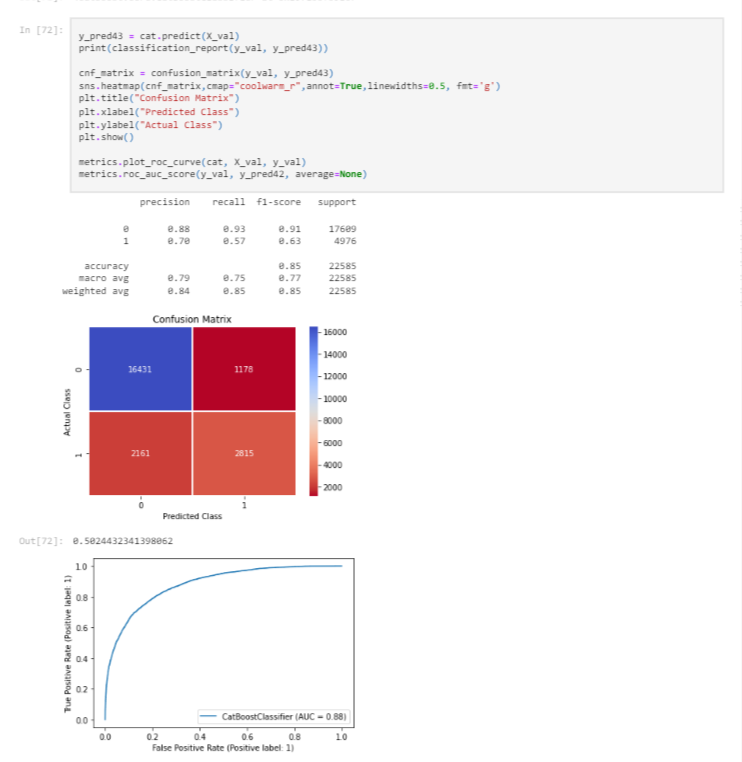 In [72]:
y_pred43 = cat.predict(X_val)
print(classification_report(y_val, y_pred43))
cnf_matrix = confusion_matrix(y_val, y_pred43)
sns.heatmap(cnf_matrix,cmap="coolwarm_r",annot=True,linewidths=0.5, fmt='g')
plt.title("Confusion Matrix")
plt.xlabel("Predicted Class")
plt.ylabel("Actual Class")
plt.show()
metrics.plot_roc_curve(cat, X_val, y_val)
metrics.roc_auc_score(y_val, y_pred42, average=None)
precision recall f1-score support
0 0.88 0.93 0.91 17609
1 0.70 0.57 0.63 4976
accuracy 0.85 22585
macro avg 0.79 0.75 0.77 22585
weighted avg 0.84 0.85 0.85 22585
Confusion Matrix
Actual Class
0
1
16431 1178
2161 2815
0 1
Predicted Class
16000
14000
12000
10000
8000
6000
4000
2000
Out[72]: 0.5024432341398062
True Positive Rate (Positive label: 1)
1.0
0.8
0.6
0.4
0.2
0.0
CatBoostClassifier (AUC = 0.88)
0.0 0.2 0.4 0.6 0.8 1.0
False Positive Rate (Positive label: 1)